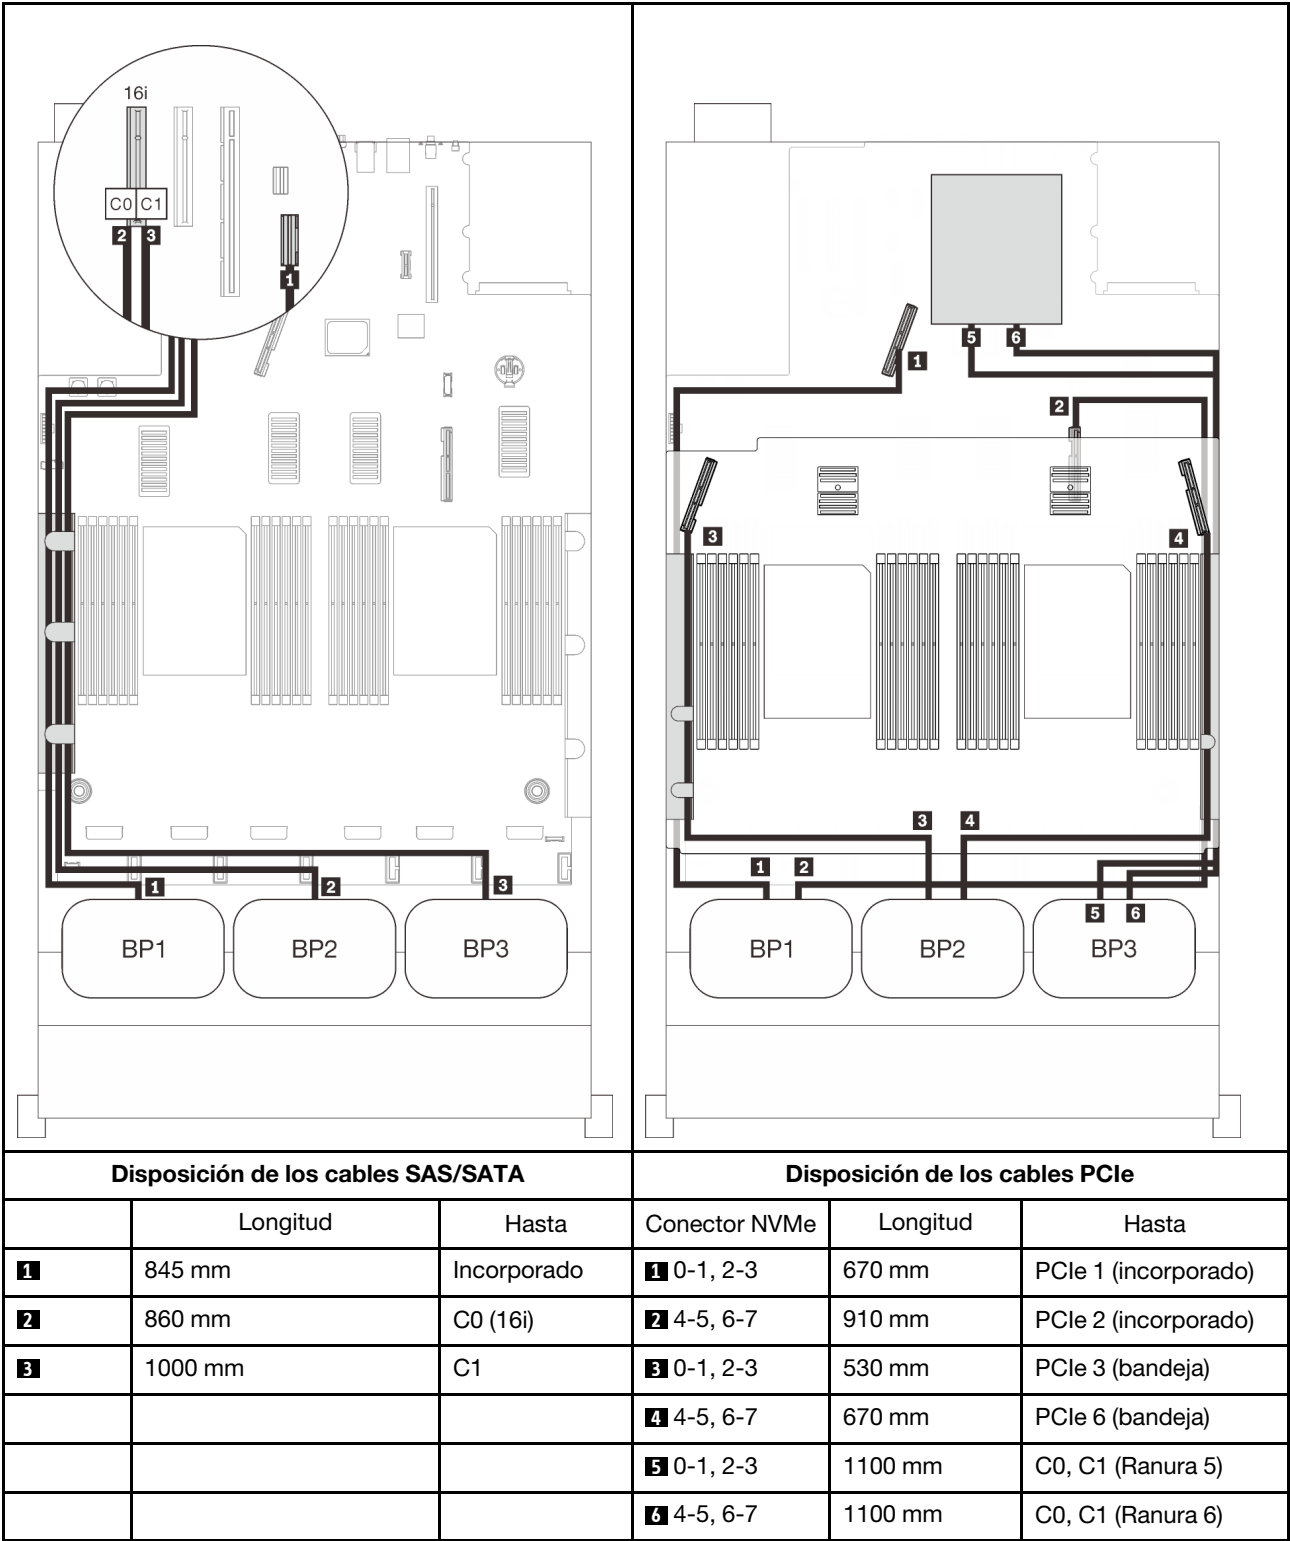 16i
C0 C1
2 3
1
1
2
3
BP1
BP2
BP3
5 6
1
2
3
4
3 4
1 2
5 6
BP1
BP2
BP3
Disposición de los cables SAS/SATA
Disposición de los cables PCIe
Longitud Hasta
Conector NVMe Longitud Hasta
1 845 mm Incorporado
1 0-1, 2-3 670 mm PCIe 1 (incorporado)
2 860 mm C0 (16i)
2 4-5, 6-7 910 mm PCIe 2 (incorporado)
3 1000 mm C1
3 0-1, 2-3 530 mm PCIe 3 (bandeja)
4 4-5, 6-7 670 mm PCIe 6 (bandeja)
5 0-1, 2-3 1100 mm C0, C1 (Ranura 5)
6 4-5, 6-7 1100 mm C0, C1 (Ranura 6)